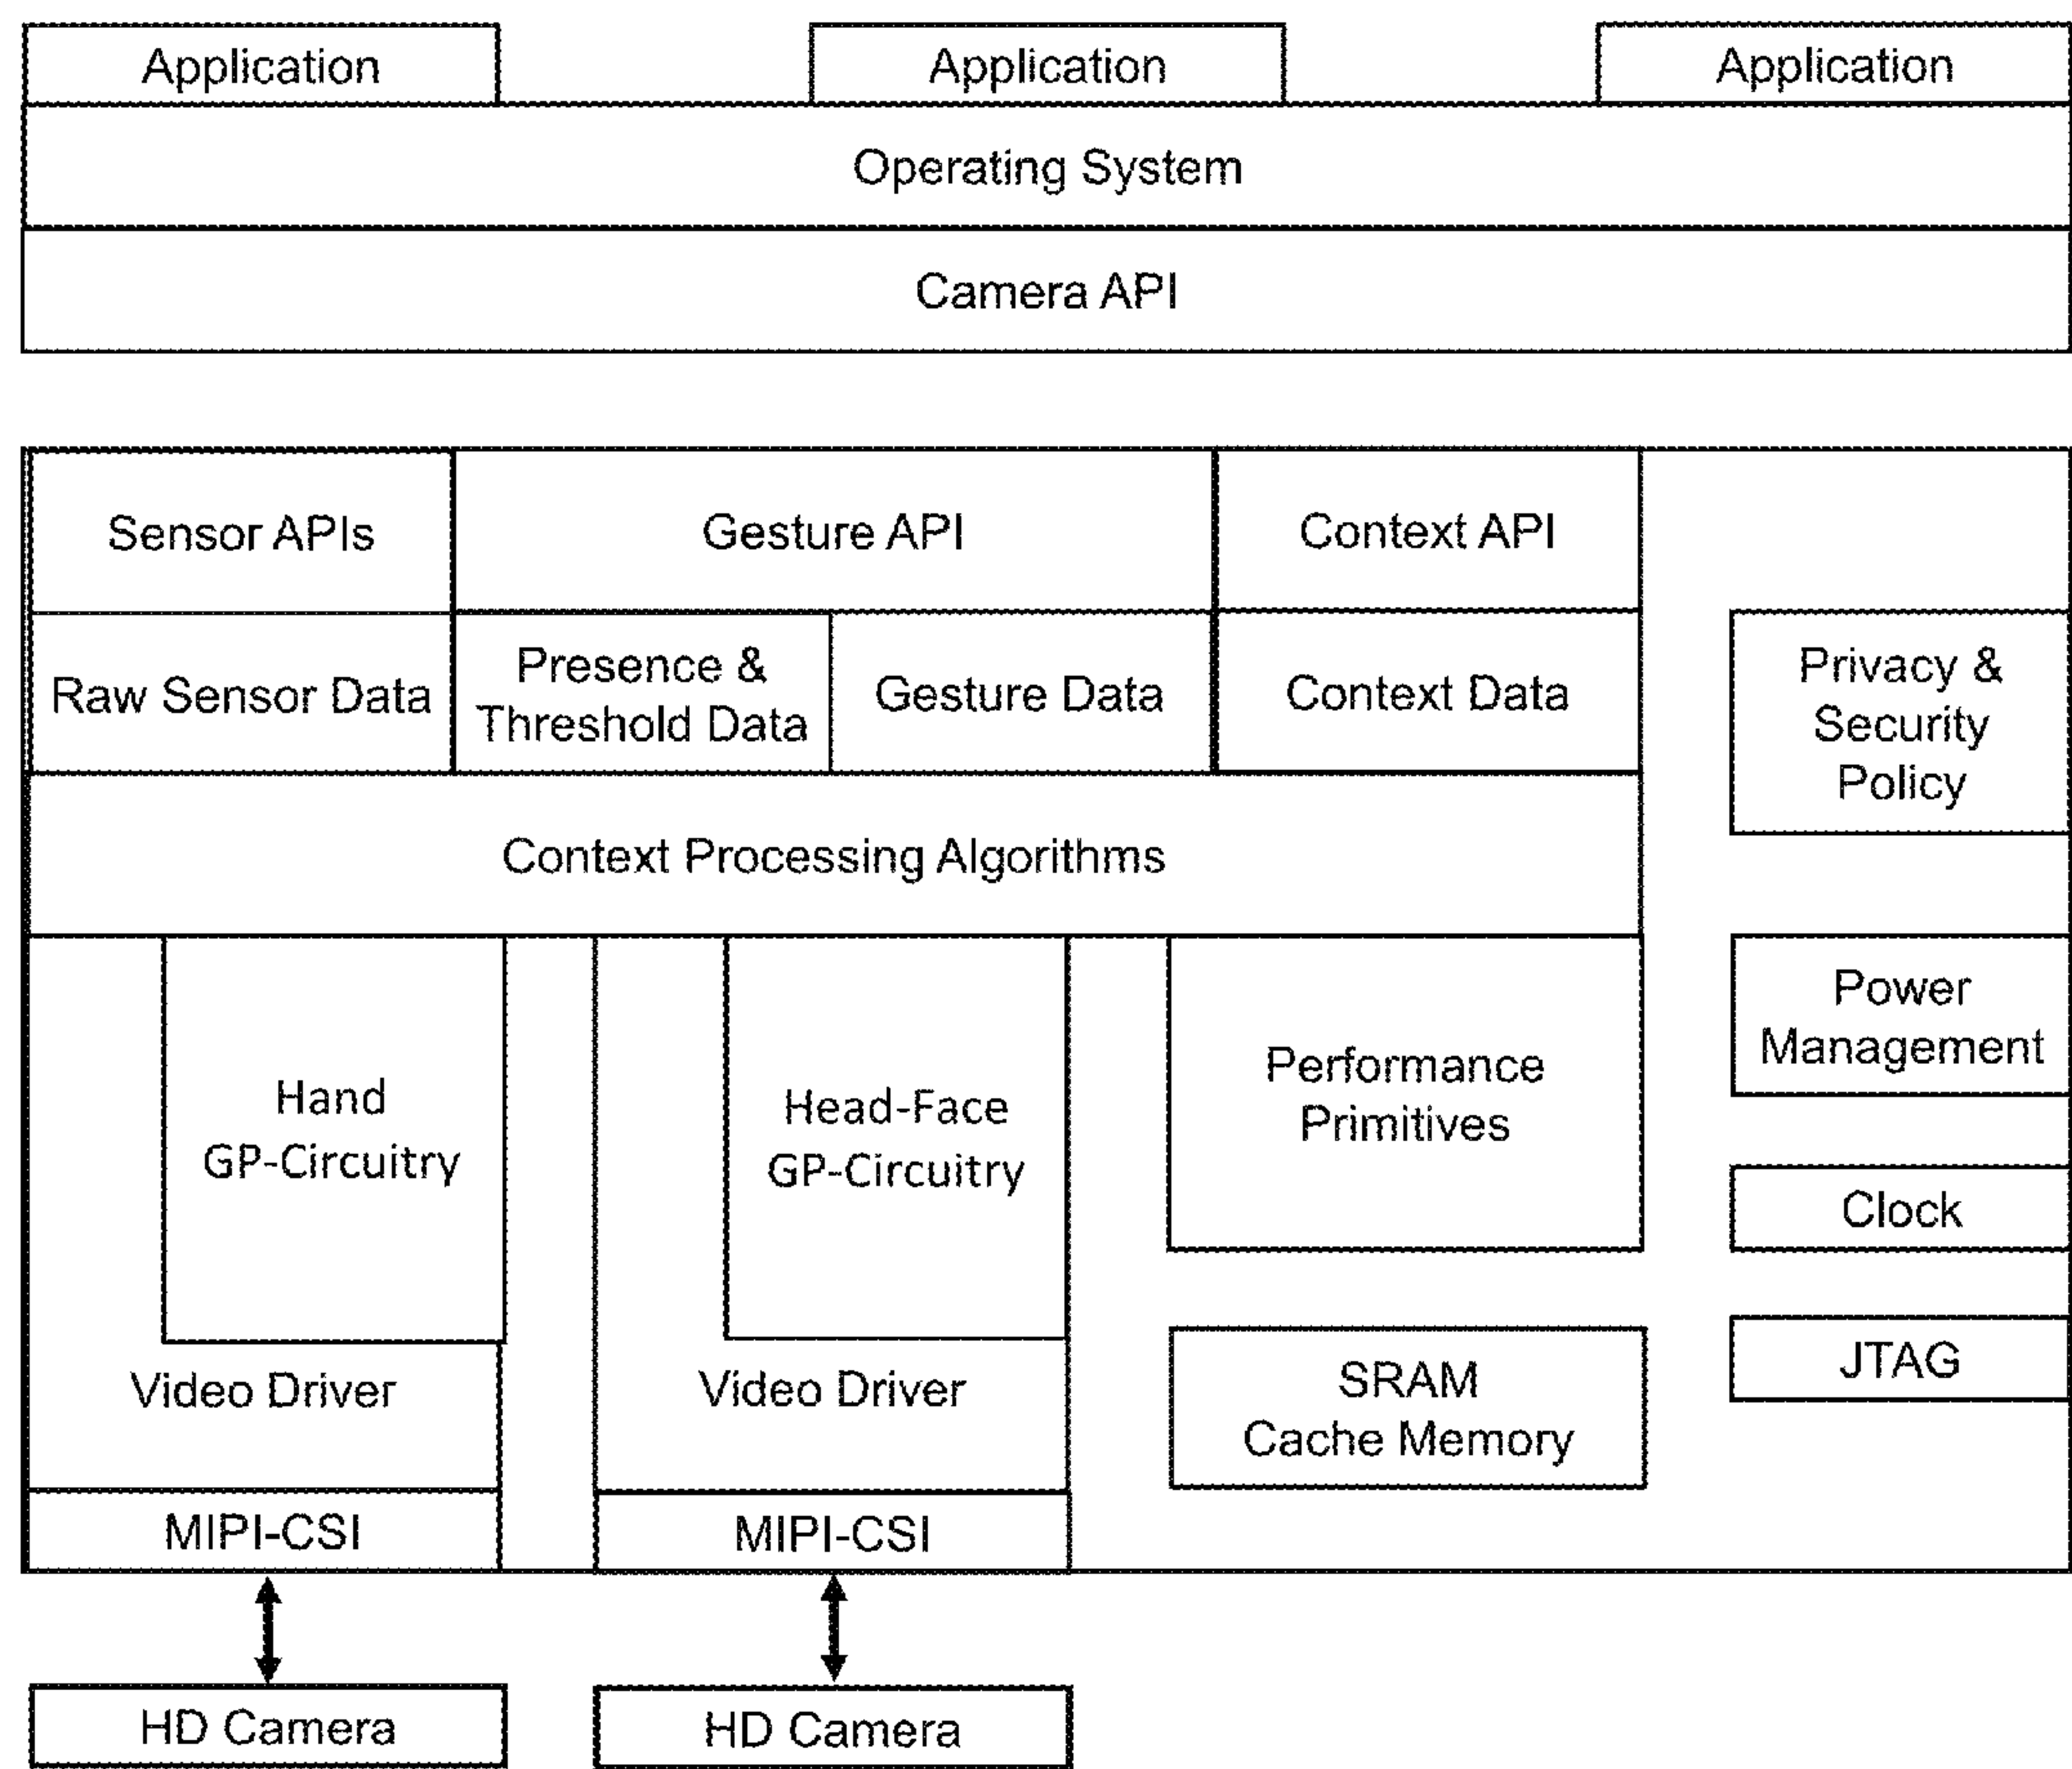 Application
Application
Application
Operating System
Camera API
Sensor APIs
Gesture API
Context API
Raw Sensor Data
Presence &
Threshold Data
Gesture Data
Context Data
Privacy &
Security
Policy
Context Processing Algorithms
Hand
GP-Circuitry
Head-Face
GP-Circuitry
Performance
Primitives
Power
Management
Clock
JTAG
Video Driver
Video Driver
SRAM
Cache Memory
MIPI-CSI
MIPI-CSI
HD Camera
HD Camera